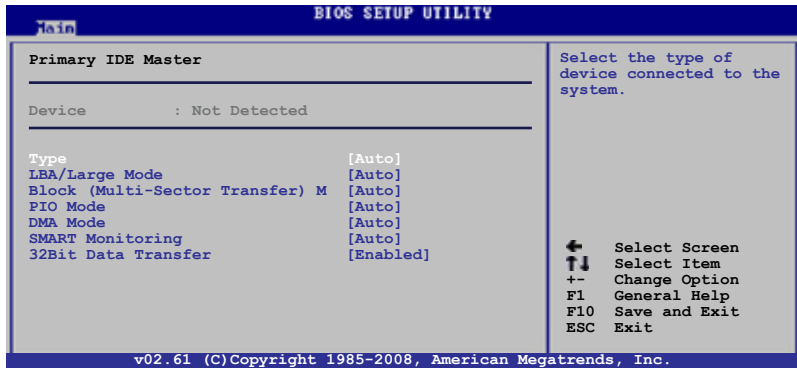 BIOS SETUP UTILITY
Main
Primary IDE Master
Device : Not Detected
Type [Auto]
LBA/Large Mode [Auto]
Block (Multi-Sector Transfer) M [Auto]
PIO Mode [Auto]
DMA Mode [Auto]
SMART Monitoring [Auto]
32Bit Data Transfer [Enabled]
Select the type of
device connected to the
system.
← Select Screen
↑↓ Select Item
+- Change Option
F1 General Help
F10 Save and Exit
ESC Exit
v02.61 (C)Copyright 1985-2008, American Megatrends, Inc.